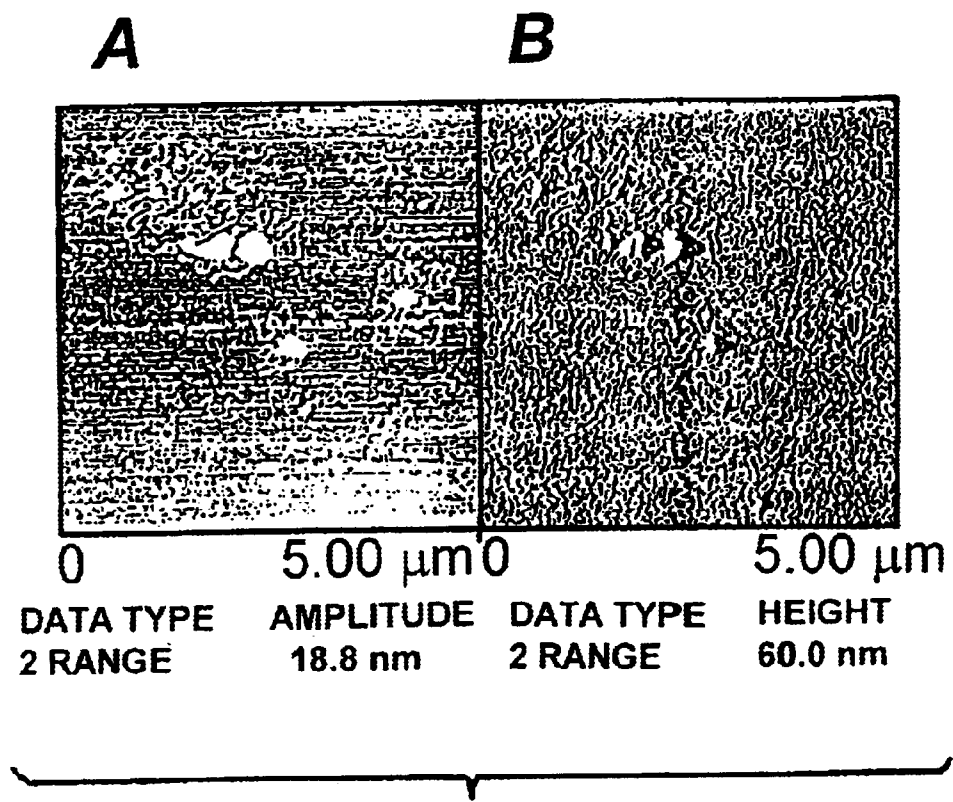 A B
0 5.00 μm 0 5.00 μm
DATA TYPE AMPLITUDE DATA TYPE HEIGHT
2 RANGE 18.8 nm 2 RANGE 60.0 nm